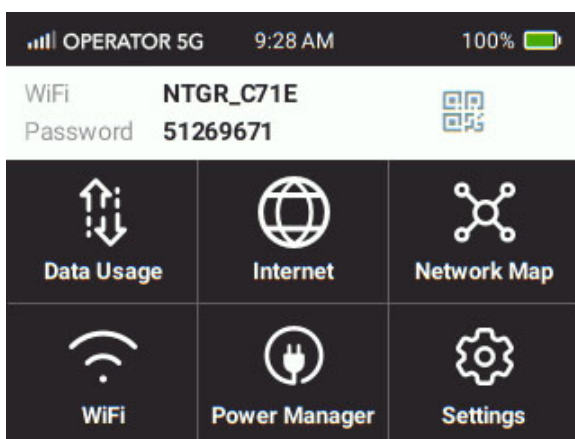 OPERATOR 5G 9:28 AM 100%
WiFi NTGR_C71E
Password 51269671
Data Usage Internet Network Map
WiFi Power Manager Settings